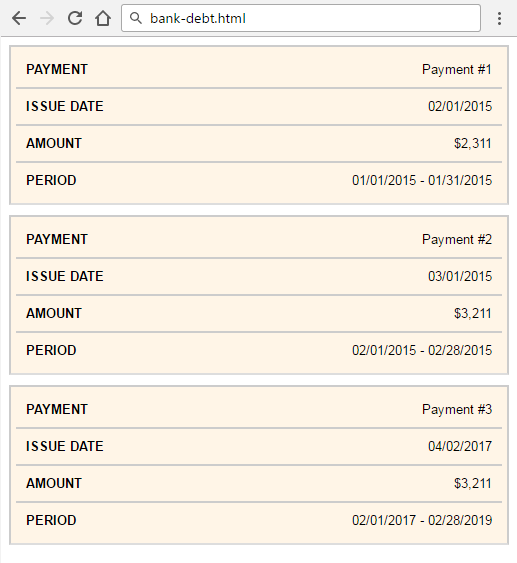 bank-debt.html
PAYMENT Payment #1
ISSUE DATE 02/01/2015
AMOUNT $2,311
PERIOD 01/01/2015 - 01/31/2015
PAYMENT Payment #2
ISSUE DATE 03/01/2015
AMOUNT $3,211
PERIOD 02/01/2015 - 02/28/2015
PAYMENT Payment #3
ISSUE DATE 04/02/2017
AMOUNT $3,211
PERIOD 02/01/2017 - 02/28/2019